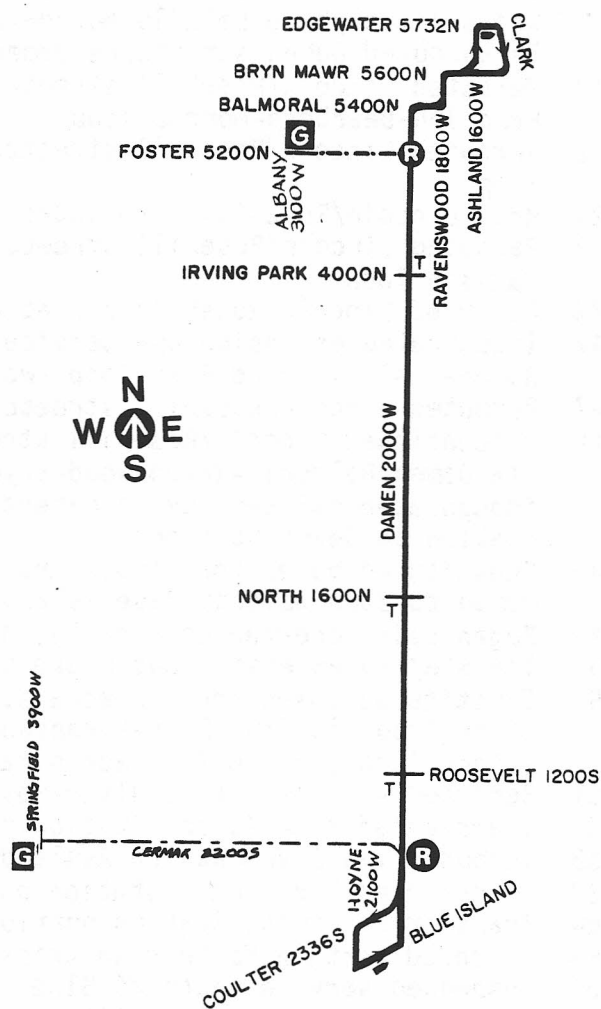 EDGEWATER 5732N
CLARK
BRYN MAWR 5600N
BALMORAL 5400N
G
FOSTER 5200N
R
ALBANY
3100 W
RAVENSWOOD 1800W
ASHLAND 1600W
T
IRVING PARK 4000N
N
W E
S
DAMEN 2000W
NORTH 1600N
T
SPRINGFIELD 3900W
ROOSEVELT 1200S
T
G
CERMAK 2200S
R
HOYNE
2100W
BLUE ISLAND
COULTER 2336S